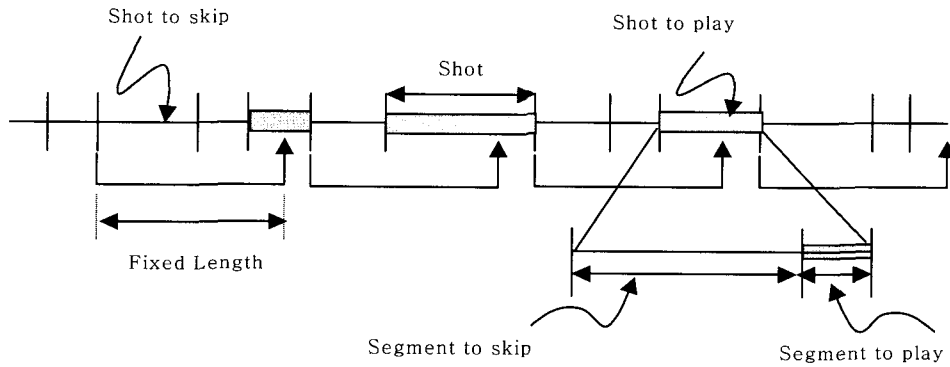 Shot to skip
Shot to play
Shot
Fixed Length
Segment to skip
Segment to play